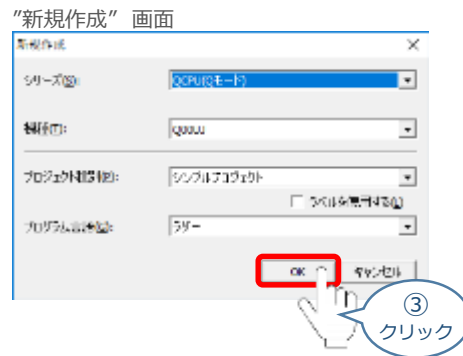 "新規作成" 画面
新規作成
シリーズ(S):
QCPU(Qモード)
機種(T):
プロジェクト種別(P):
シンプルプロジェクト
ラベルを使用する(L)
プログラム言語(G):
ラダー
OK キャンセル
③
クリック